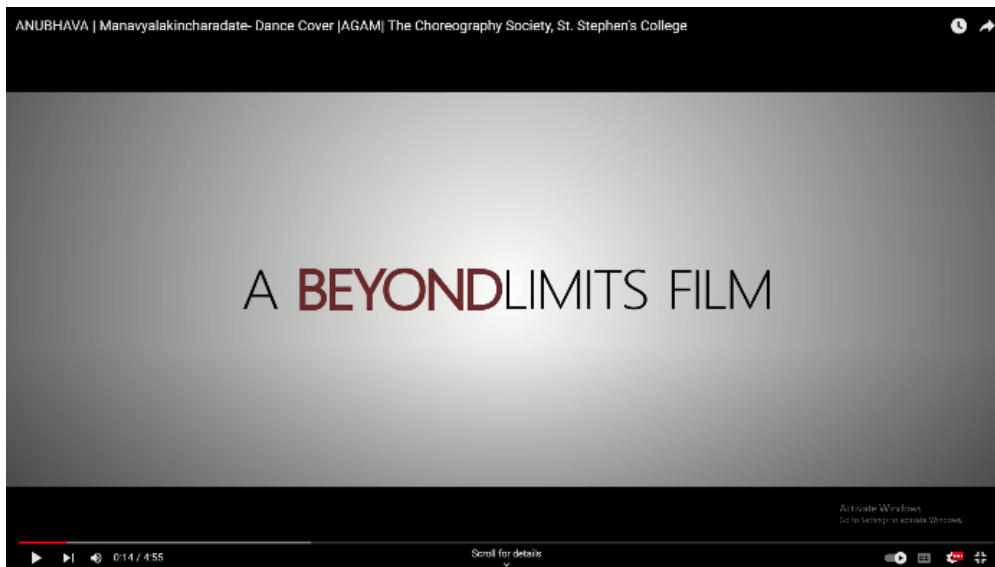 ANUBHAVA | Manavyalakincharadate- Dance Cover |AGAM| The Choreography Society, St. Stephen's College
A BEYONDLIMITS FILM
Activate Windows
Go to Settings to activate Windows.
0:14 / 4:55
Scroll for details
CC